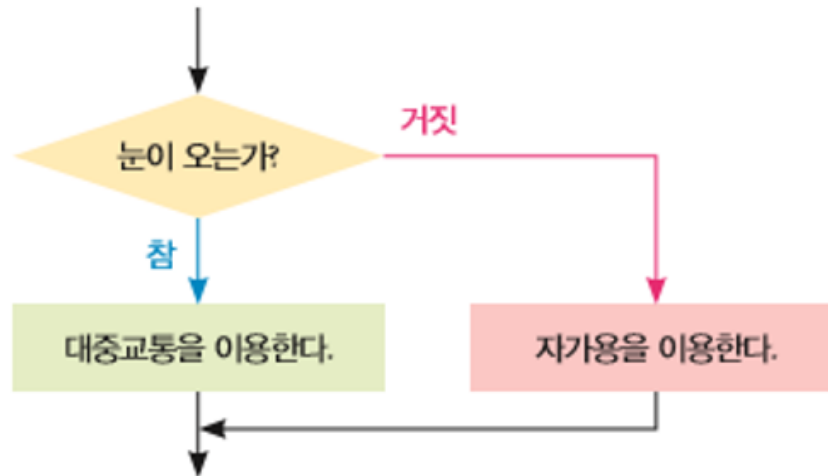 거짓
눈이 오는가?
참
대중교통을 이용한다.
자가용을 이용한다.